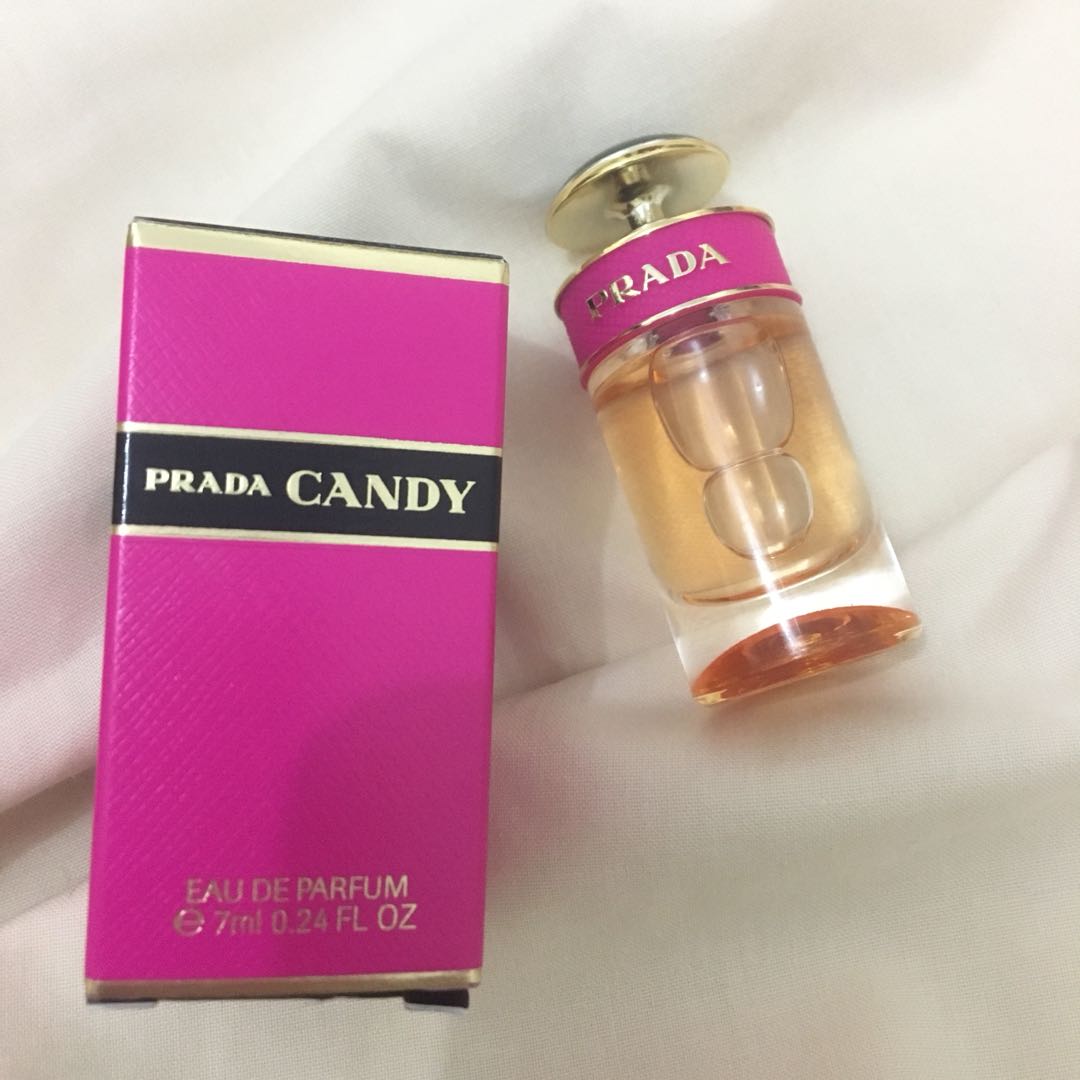 PRADA CANDY
EAU DE PARFUM
℮ 7ml 0.24 FL OZ
PRADA